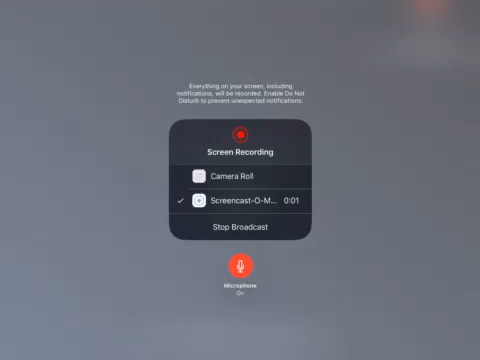 Everything on your screen, including
notifications, will be recorded. Enable Do Not
Disturb to prevent unexpected notifications.
Screen Recording
Camera Roll
Screencast-O-M... 0:01
Stop Broadcast
Microphone
On